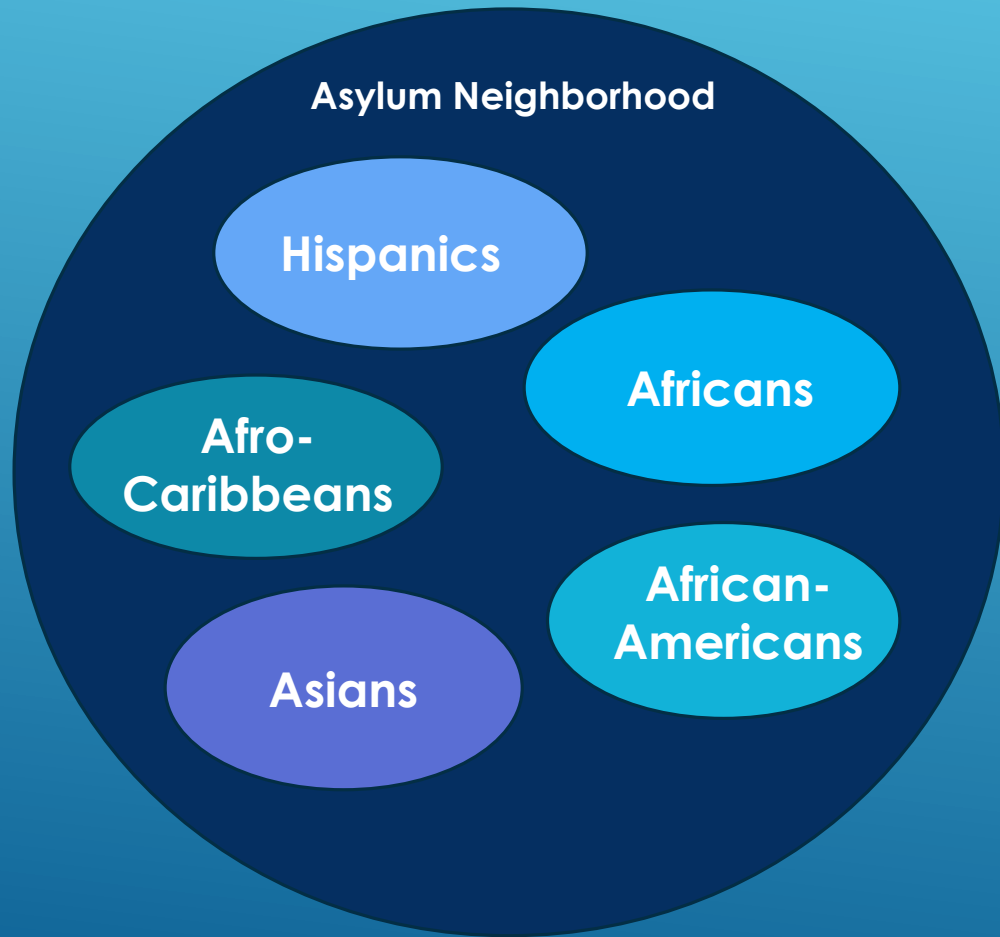 Asylum Neighborhood
Hispanics
Africans
Afro-
Caribbeans
African-
Americans
Asians